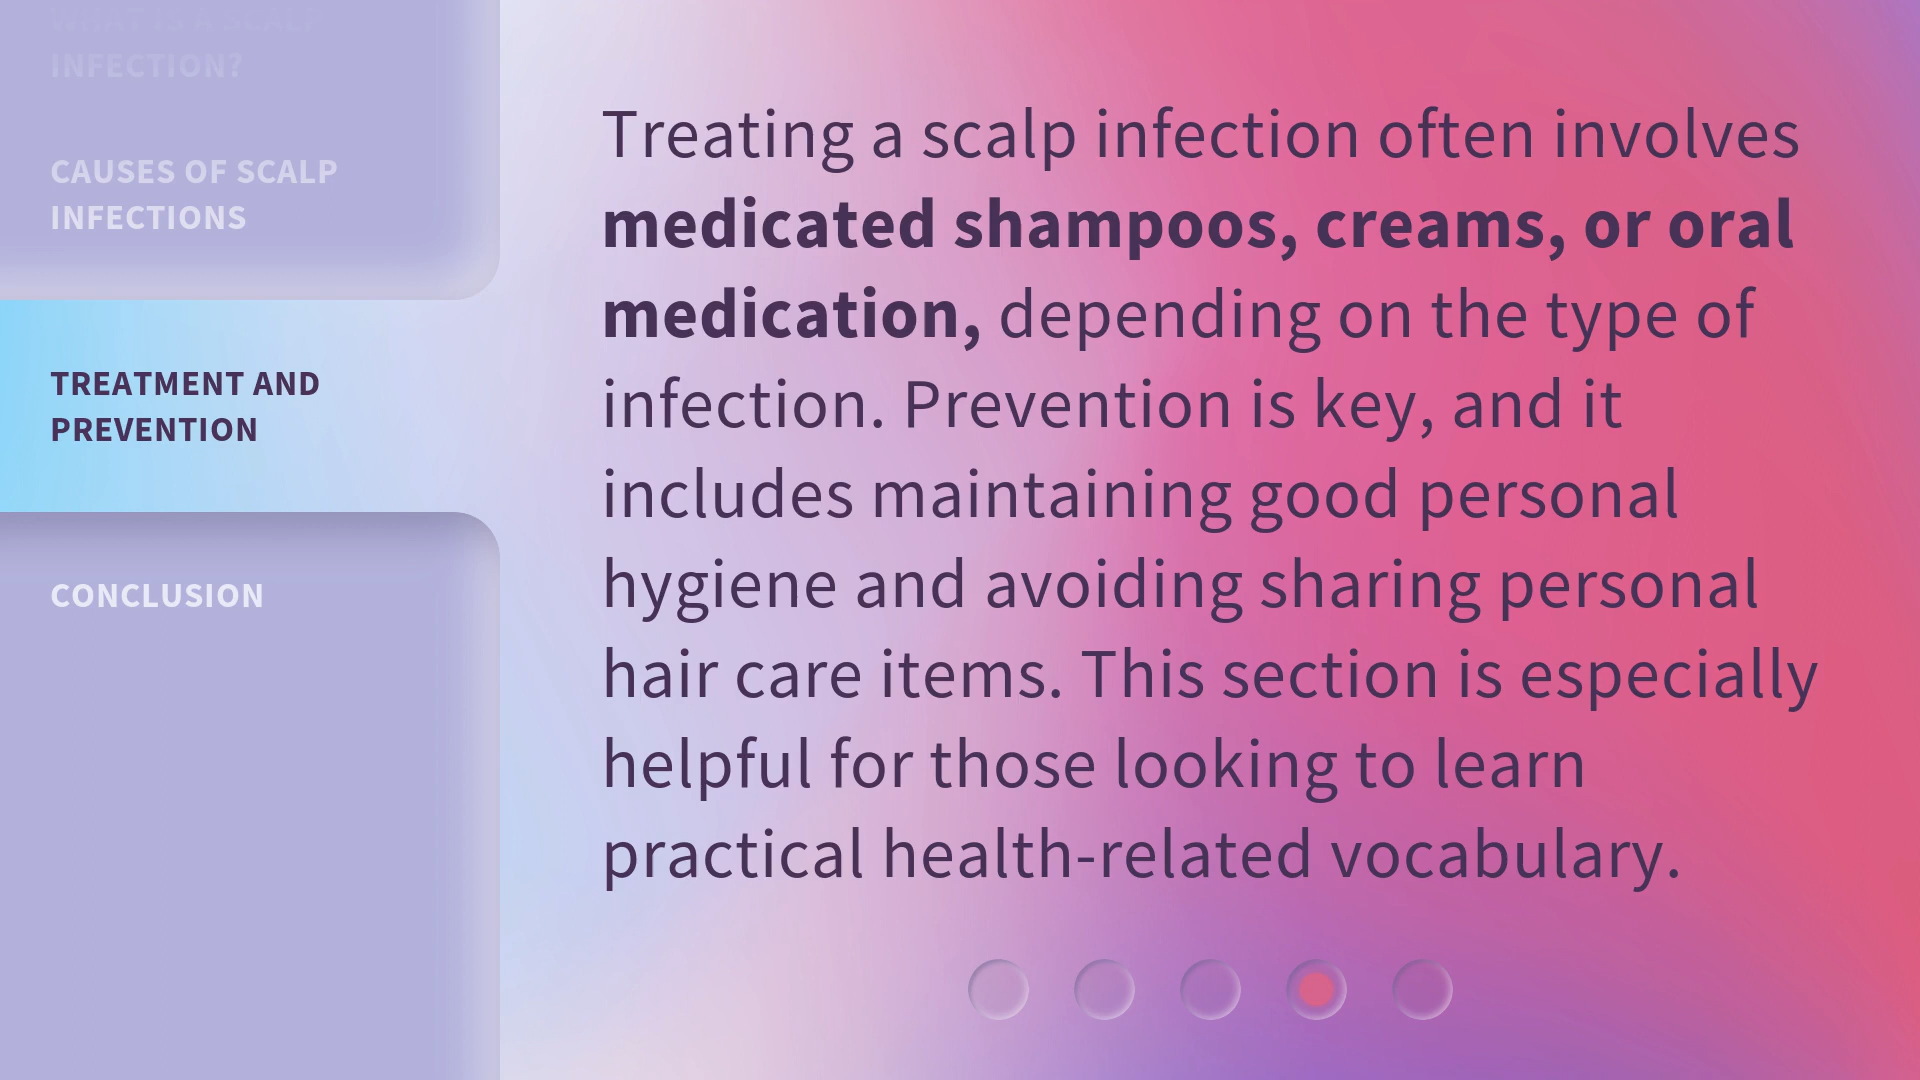 WHAT IS A SCALP
INFECTION?
CAUSES OF SCALP
INFECTIONS
TREATMENT AND
PREVENTION
CONCLUSION
Treating a scalp infection often involves
medicated shampoos, creams, or oral
medication, depending on the type of
infection. Prevention is key, and it
includes maintaining good personal
hygiene and avoiding sharing personal
hair care items. This section is especially
helpful for those looking to learn
practical health-related vocabulary.